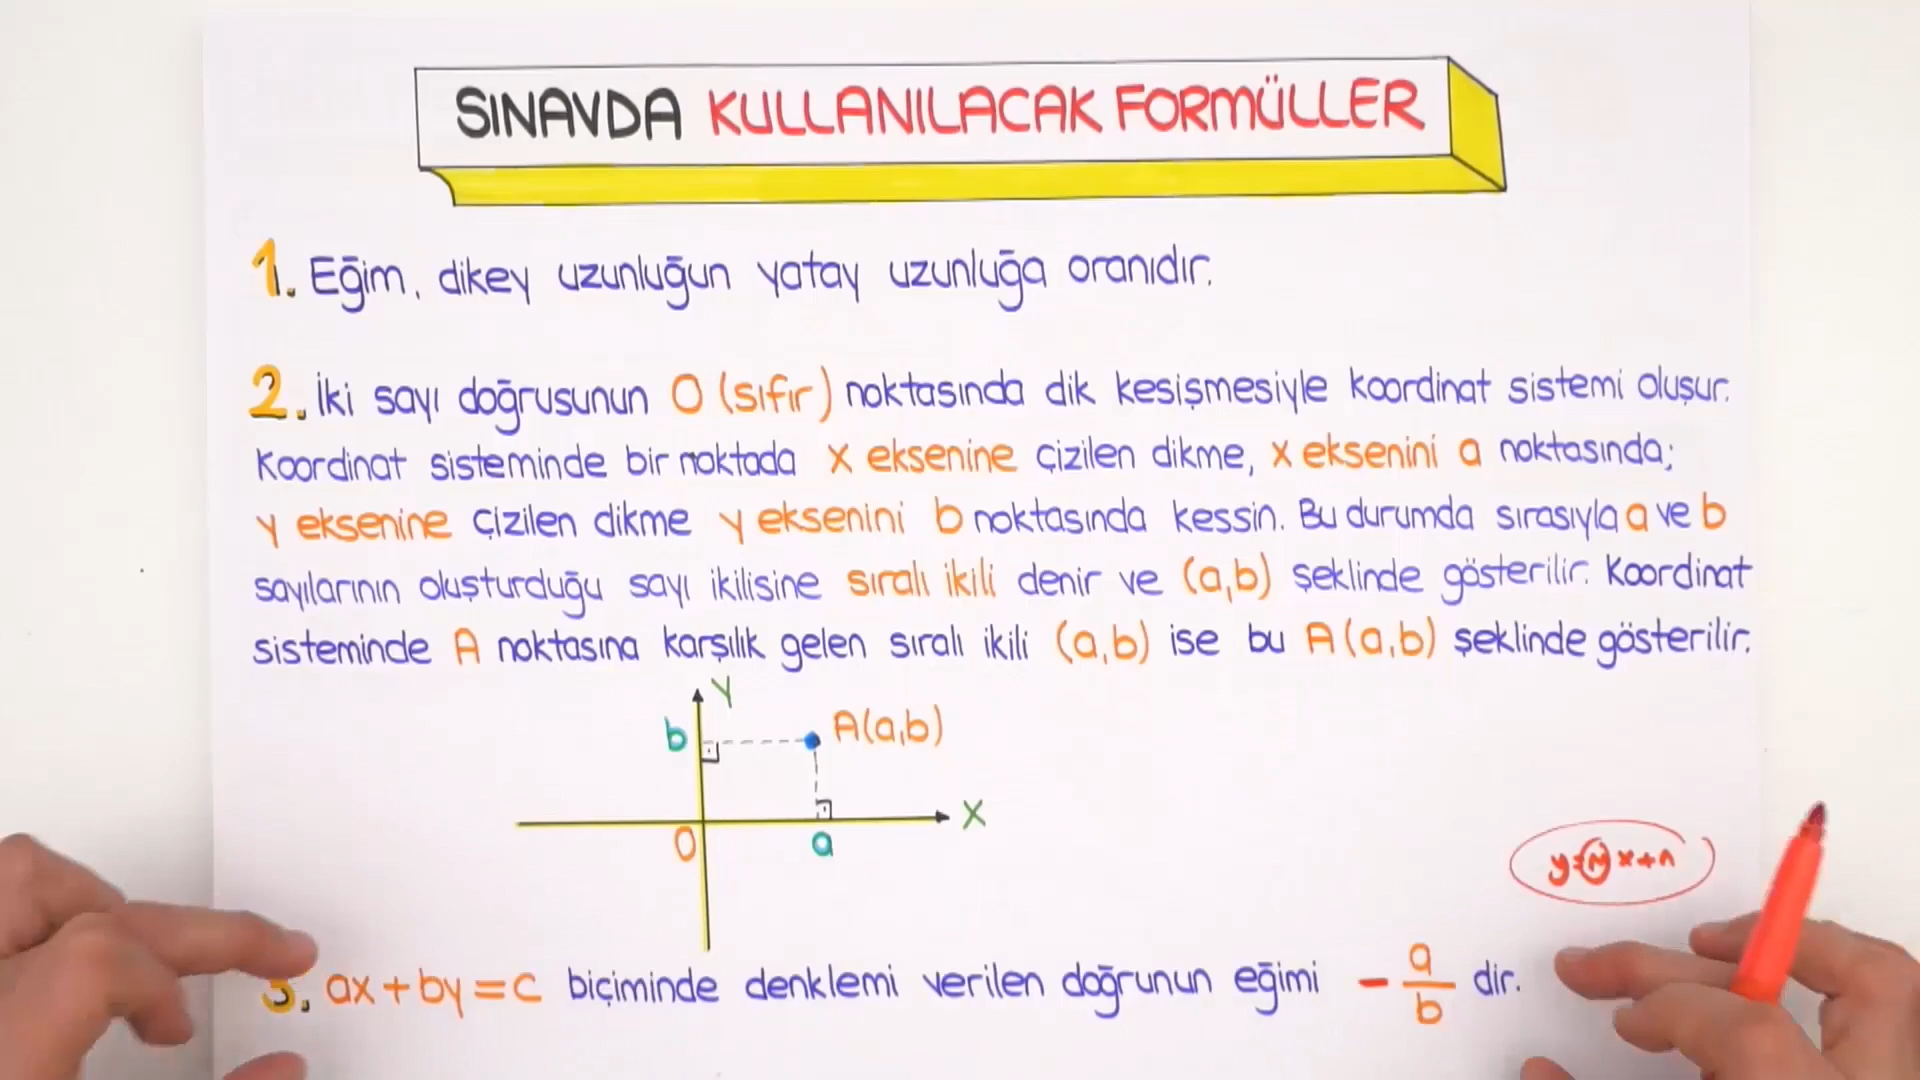 SINAVDA KULLANILACAK FORMÜLLER
1. Eğim, dikey uzunluğun yatay uzunluğa oranıdır.
2. İki sayı doğrusunun O (sıfır) noktasında dik kesişmesiyle koordinat sistemi oluşur.
Koordinat sisteminde bir noktada x eksenine çizilen dikme, x eksenini a noktasında;
y eksenine çizilen dikme y eksenini b noktasında kessin. Bu durumda sırasıyla a ve b
sayılarının oluşturduğu sayı ikilisine sıralı ikili denir ve (a,b) şeklinde gösterilir. Koordinat
sisteminde A noktasına karşılık gelen sıralı ikili (a,b) ise bu A(a,b) şeklinde gösterilir.
Y
b
A(a,b)
X
O
a
y=mx+n
3. ax+by=c biçiminde denklemi verilen doğrunun eğimi -a/b dir.